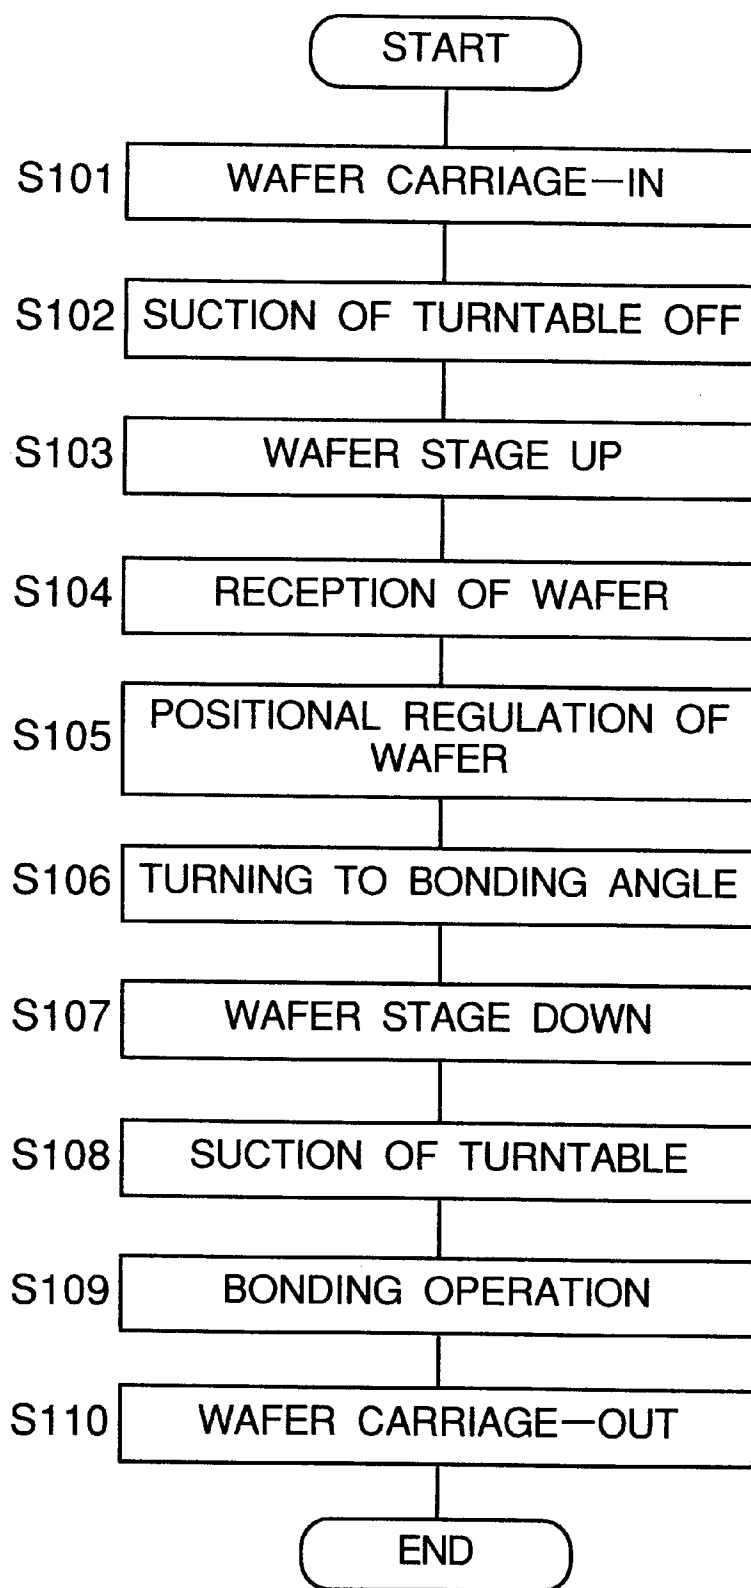 START
S101 WAFER CARRIAGE—IN
S102 SUCTION OF TURNTABLE OFF
S103 WAFER STAGE UP
S104 RECEPTION OF WAFER
S105 POSITIONAL REGULATION OF
WAFER
S106 TURNING TO BONDING ANGLE
S107 WAFER STAGE DOWN
S108 SUCTION OF TURNTABLE
S109 BONDING OPERATION
S110 WAFER CARRIAGE—OUT
END